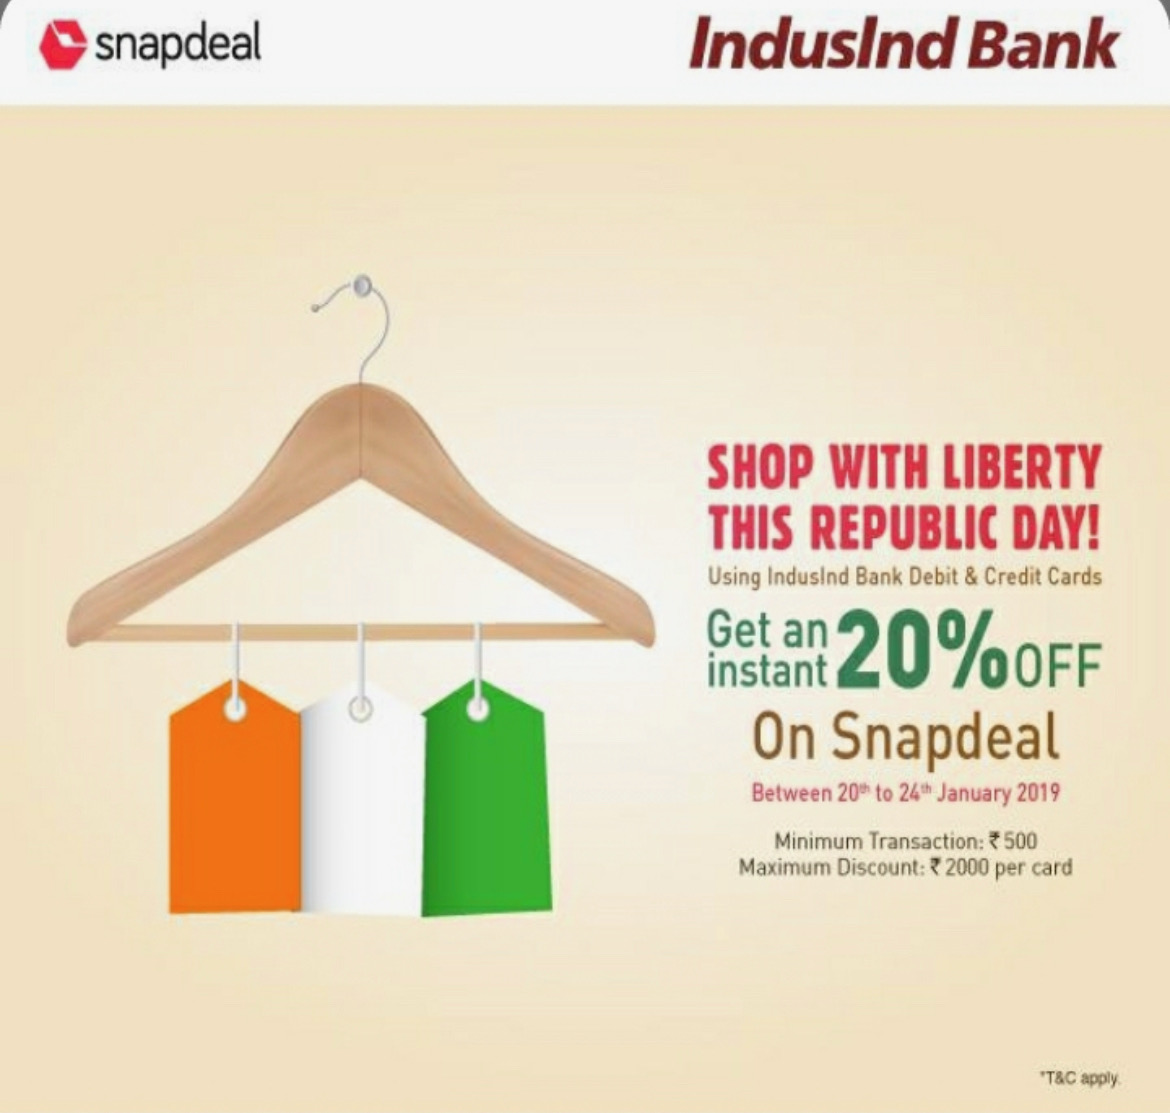 snapdeal
IndusInd Bank
SHOP WITH LIBERTY
THIS REPUBLIC DAY!
Using IndusInd Bank Debit & Credit Cards
Get an
instant 20% OFF
On Snapdeal
Between 20th to 24th January 2019
Minimum Transaction: ₹ 500
Maximum Discount: ₹ 2000 per card
*T&C apply.